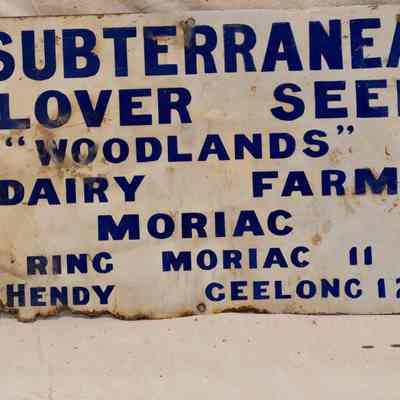 SUBTERRANEA
LOVER SEE
"WOODLANDS"
DAIRY FARM
MORIAC
RING MORIAC 11
HENDY GEELONG 12